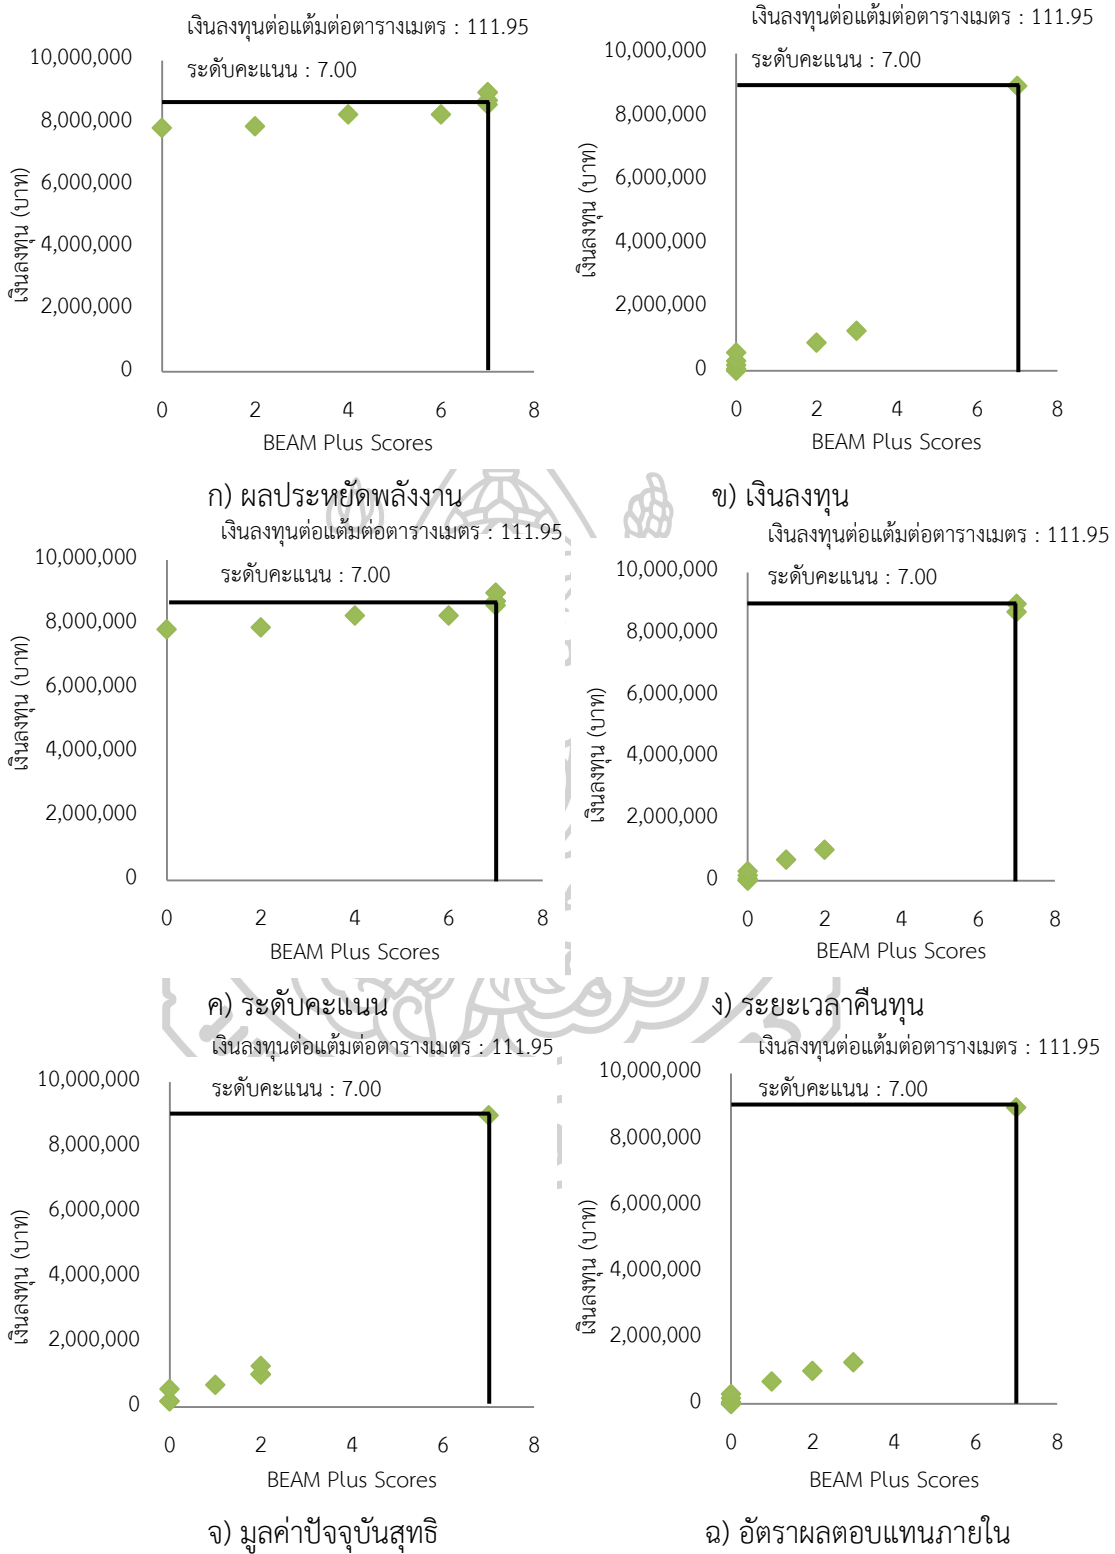 เงินลงทุนต่อแต้มต่อตารางเมตร : 111.95
ระดับคะแนน : 7.00
10,000,000
8,000,000
6,000,000
4,000,000
2,000,000
0
เงินลงทุน (บาท)
0 2 4 6 8
BEAM Plus Scores
ก) ผลประหยัดพลังงาน
เงินลงทุนต่อแต้มต่อตารางเมตร : 111.95
ระดับคะแนน : 7.00
10,000,000
8,000,000
6,000,000
4,000,000
2,000,000
0
เงินลงทุน (บาท)
0 2 4 6 8
BEAM Plus Scores
ข) เงินลงทุน
เงินลงทุนต่อแต้มต่อตารางเมตร : 111.95
ระดับคะแนน : 7.00
10,000,000
8,000,000
6,000,000
4,000,000
2,000,000
0
เงินลงทุน (บาท)
0 2 4 6 8
BEAM Plus Scores
ค) ระดับคะแนน
เงินลงทุนต่อแต้มต่อตารางเมตร : 111.95
ระดับคะแนน : 7.00
10,000,000
8,000,000
6,000,000
4,000,000
2,000,000
0
เงินลงทุน (บาท)
0 2 4 6 8
BEAM Plus Scores
ง) ระยะเวลาคืนทุน
เงินลงทุนต่อแต้มต่อตารางเมตร : 111.95
ระดับคะแนน : 7.00
10,000,000
8,000,000
6,000,000
4,000,000
2,000,000
0
เงินลงทุน (บาท)
0 2 4 6 8
BEAM Plus Scores
จ) มูลค่าปัจจุบันสุทธิ
เงินลงทุนต่อแต้มต่อตารางเมตร : 111.95
ระดับคะแนน : 7.00
10,000,000
8,000,000
6,000,000
4,000,000
2,000,000
0
เงินลงทุน (บาท)
0 2 4 6 8
BEAM Plus Scores
ฉ) อัตราผลตอบแทนภายใน